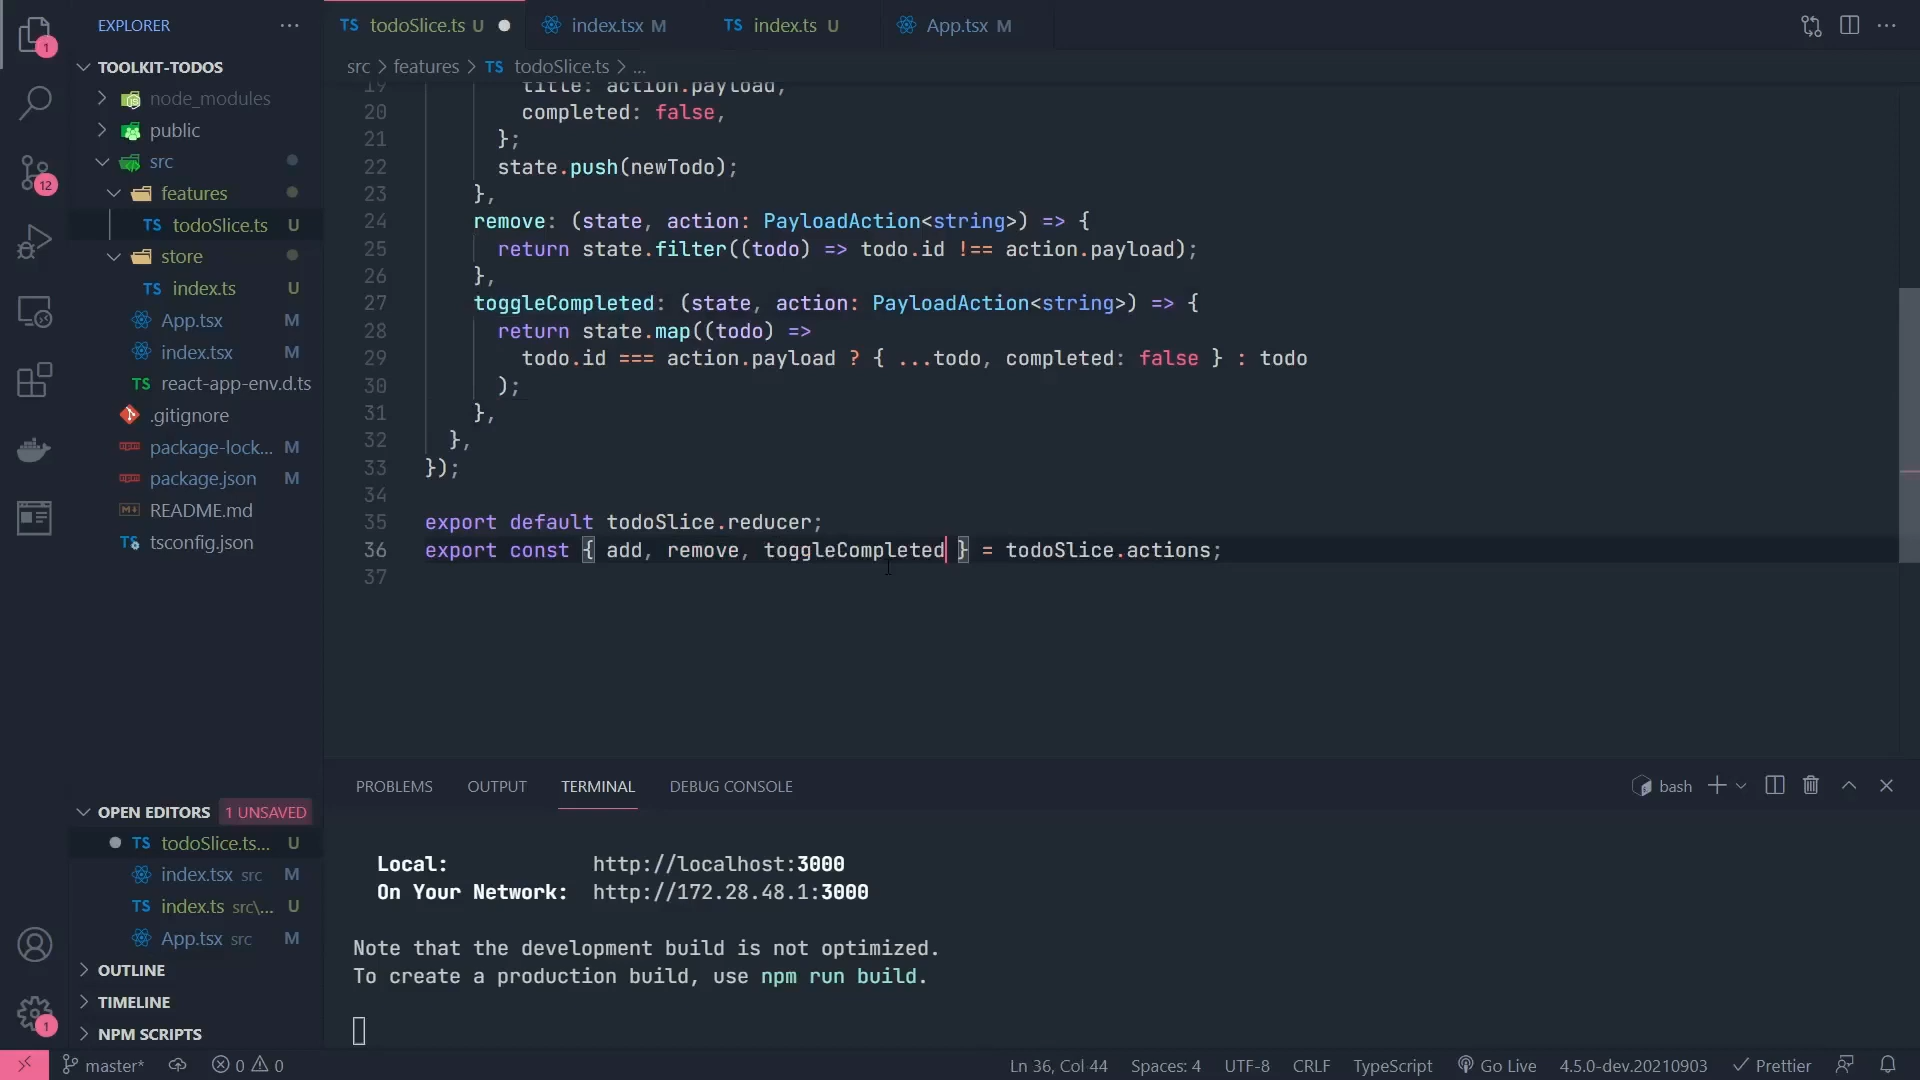 EXPLORER
TOOLKIT-TODOS
node_modules
public
src
features
todoSlice.ts U
store
index.ts U
App.tsx M
index.tsx M
react-app-env.d.ts
.gitignore
package-lock... M
package.json M
README.md
tsconfig.json
OPEN EDITORS 1 UNSAVED
todoSlice.ts... U
index.tsx src M
index.ts src\... U
App.tsx src M
OUTLINE
TIMELINE
NPM SCRIPTS
1
12
1
TS todoSlice.ts U
index.tsx M
TS index.ts U
App.tsx M
src > features > TS todoSlice.ts > ...
19 title: action.payload,
20 completed: false,
21 };
22 state.push(newTodo);
23 },
24 remove: (state, action: PayloadAction<string>) => {
25 return state.filter((todo) => todo.id !== action.payload);
26 },
27 toggleCompleted: (state, action: PayloadAction<string>) => {
28 return state.map((todo) =>
29 todo.id === action.payload ? { ...todo, completed: false } : todo
30 );
31 },
32 },
33 });
34
35 export default todoSlice.reducer;
36 export const { add, remove, toggleCompleted } = todoSlice.actions;
37
PROBLEMS OUTPUT TERMINAL DEBUG CONSOLE bash
Local: http://localhost:3000
On Your Network: http://172.28.48.1:3000
Note that the development build is not optimized.
To create a production build, use npm run build.
master* 0 0 Ln 36, Col 44 Spaces: 4 UTF-8 CRLF TypeScript Go Live 4.5.0-dev.20210903 Prettier